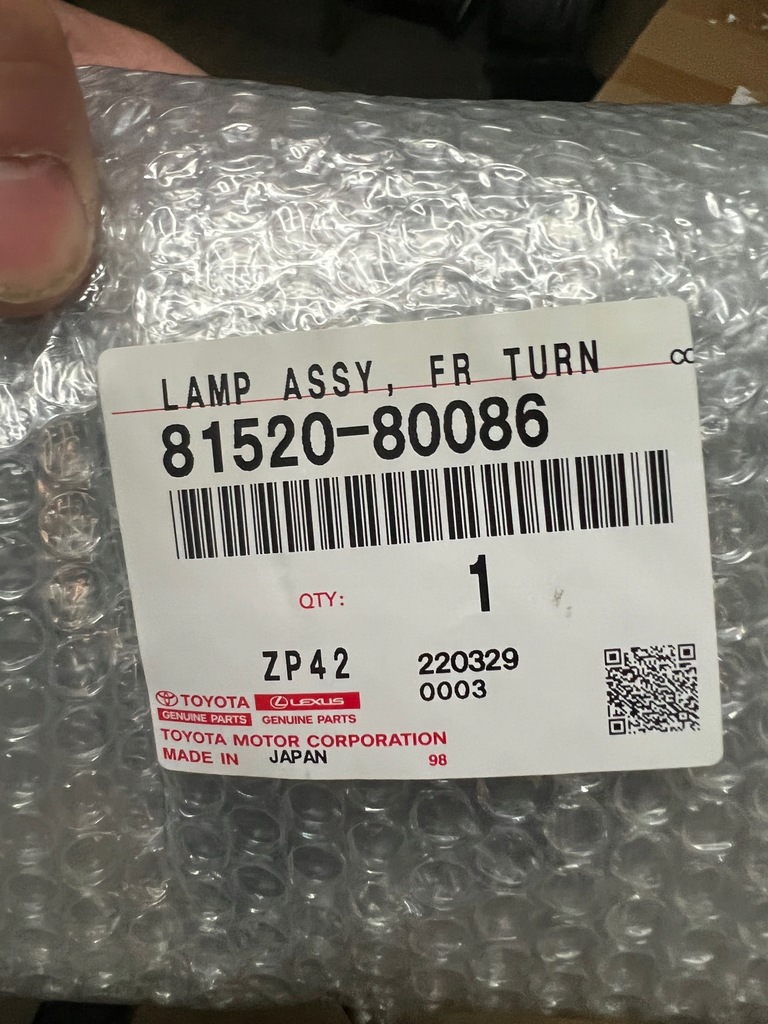 LAMP ASSY, FR TURN
81520-80086
QTY: 1
ZP42 220329
0003
TOYOTA LEXUS
GENUINE PARTS GENUINE PARTS
TOYOTA MOTOR CORPORATION
MADE IN JAPAN 98